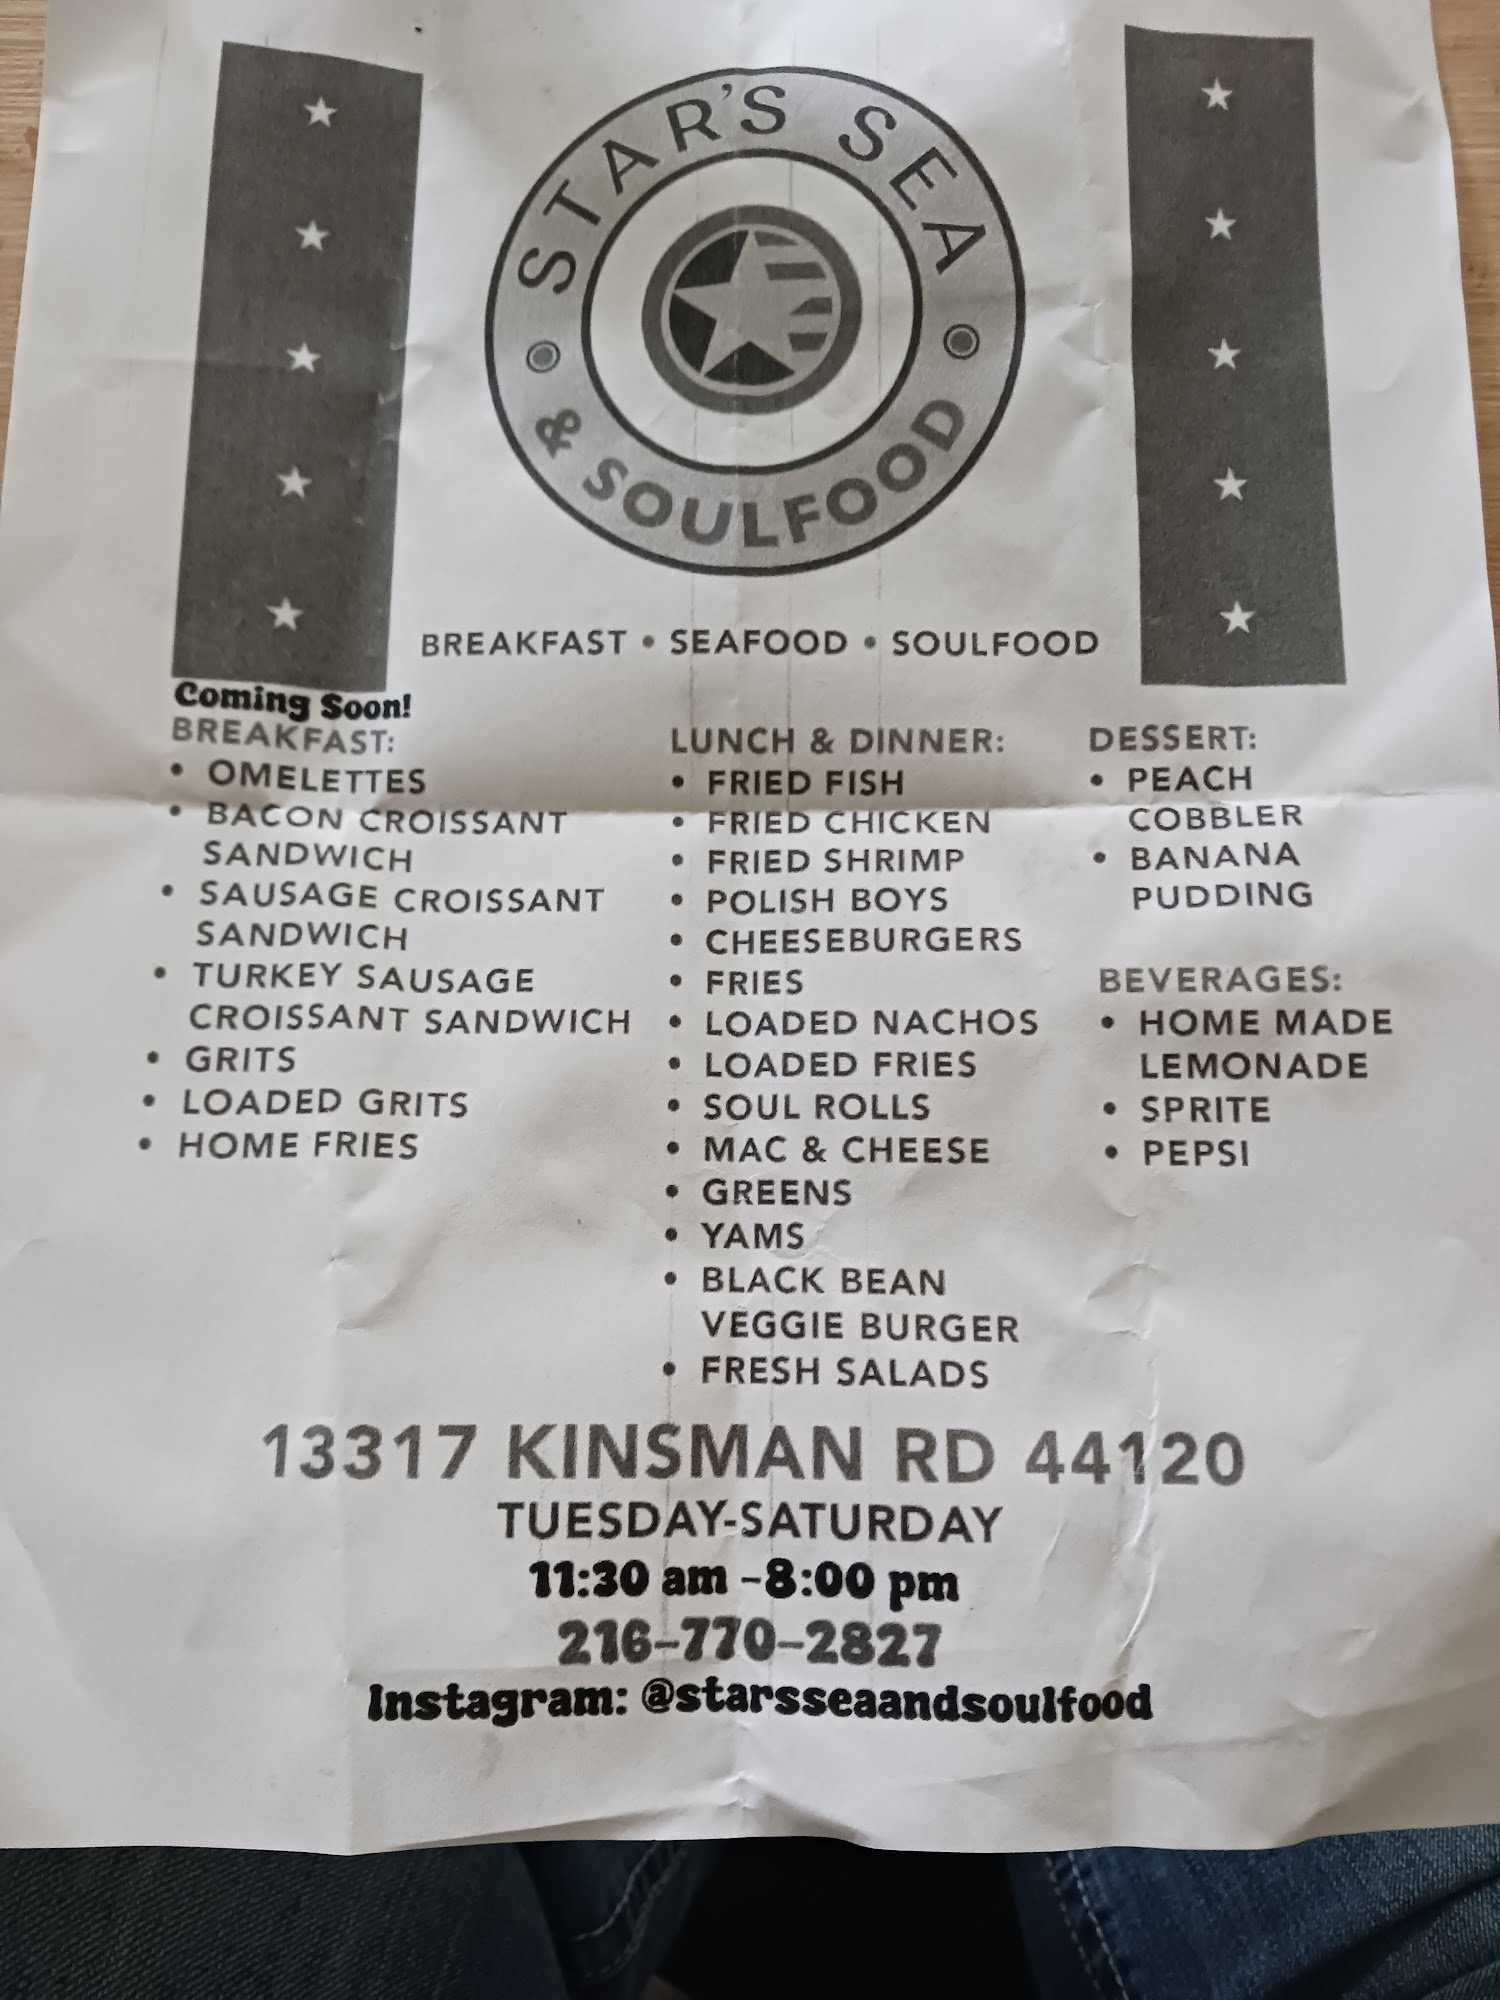 STAR'S SEA
& SOULFOOD
BREAKFAST • SEAFOOD • SOULFOOD
Coming Soon!
BREAKFAST:
• OMELETTES
• BACON CROISSANT
SANDWICH
• SAUSAGE CROISSANT
SANDWICH
• TURKEY SAUSAGE
CROISSANT SANDWICH
• GRITS
• LOADED GRITS
• HOME FRIES
LUNCH & DINNER:
• FRIED FISH
• FRIED CHICKEN
• FRIED SHRIMP
• POLISH BOYS
• CHEESEBURGERS
• FRIES
• LOADED NACHOS
• LOADED FRIES
• SOUL ROLLS
• MAC & CHEESE
• GREENS
• YAMS
• BLACK BEAN
VEGGIE BURGER
• FRESH SALADS
DESSERT:
• PEACH
COBBLER
• BANANA
PUDDING
BEVERAGES:
• HOME MADE
LEMONADE
• SPRITE
• PEPSI
13317 KINSMAN RD 44120
TUESDAY-SATURDAY
11:30 am -8:00 pm
216-770-2827
Instagram: @starsseaandsoulfood